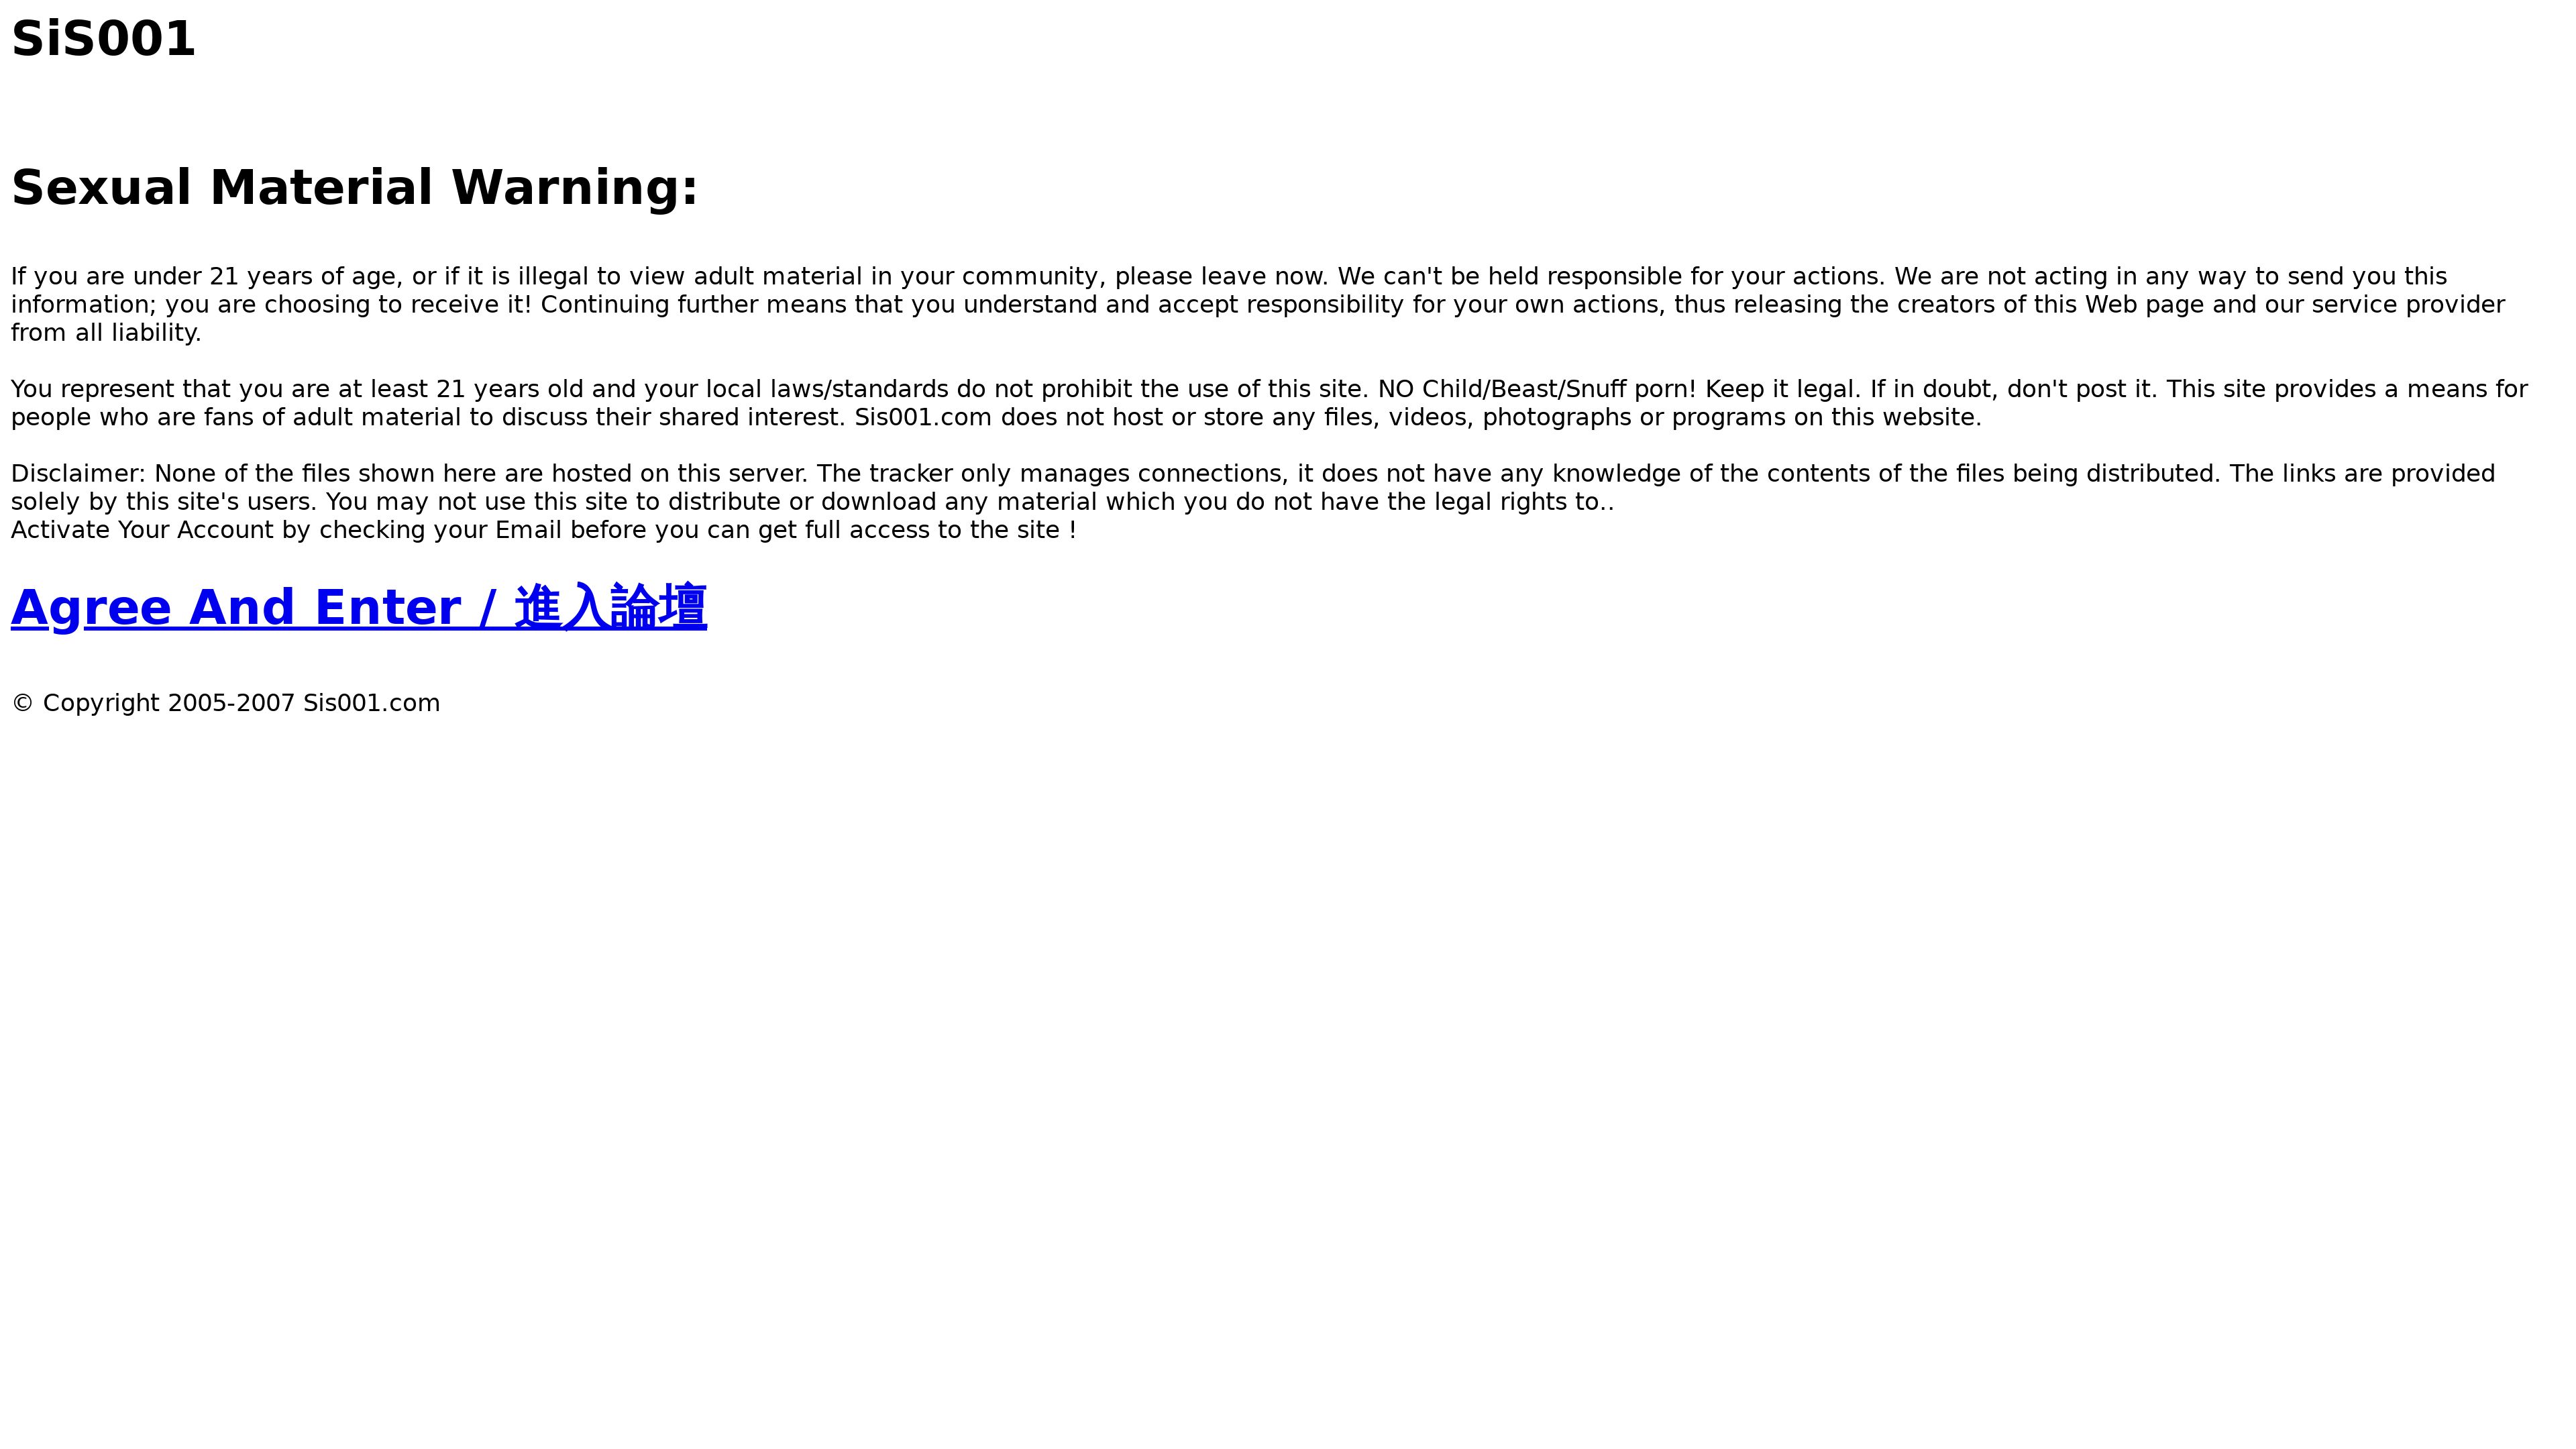 SiS001
Sexual Material Warning:
If you are under 21 years of age, or if it is illegal to view adult material in your community, please leave now. We can't be held responsible for your actions. We are not acting in any way to send you this
information; you are choosing to receive it! Continuing further means that you understand and accept responsibility for your own actions, thus releasing the creators of this Web page and our service provider
from all liability.
You represent that you are at least 21 years old and your local laws/standards do not prohibit the use of this site. NO Child/Beast/Snuff porn! Keep it legal. If in doubt, don't post it. This site provides a means for
people who are fans of adult material to discuss their shared interest. Sis001.com does not host or store any files, videos, photographs or programs on this website.
Disclaimer: None of the files shown here are hosted on this server. The tracker only manages connections, it does not have any knowledge of the contents of the files being distributed. The links are provided
solely by this site's users. You may not use this site to distribute or download any material which you do not have the legal rights to..
Activate Your Account by checking your Email before you can get full access to the site !
Agree And Enter / 進入論壇
© Copyright 2005-2007 Sis001.com